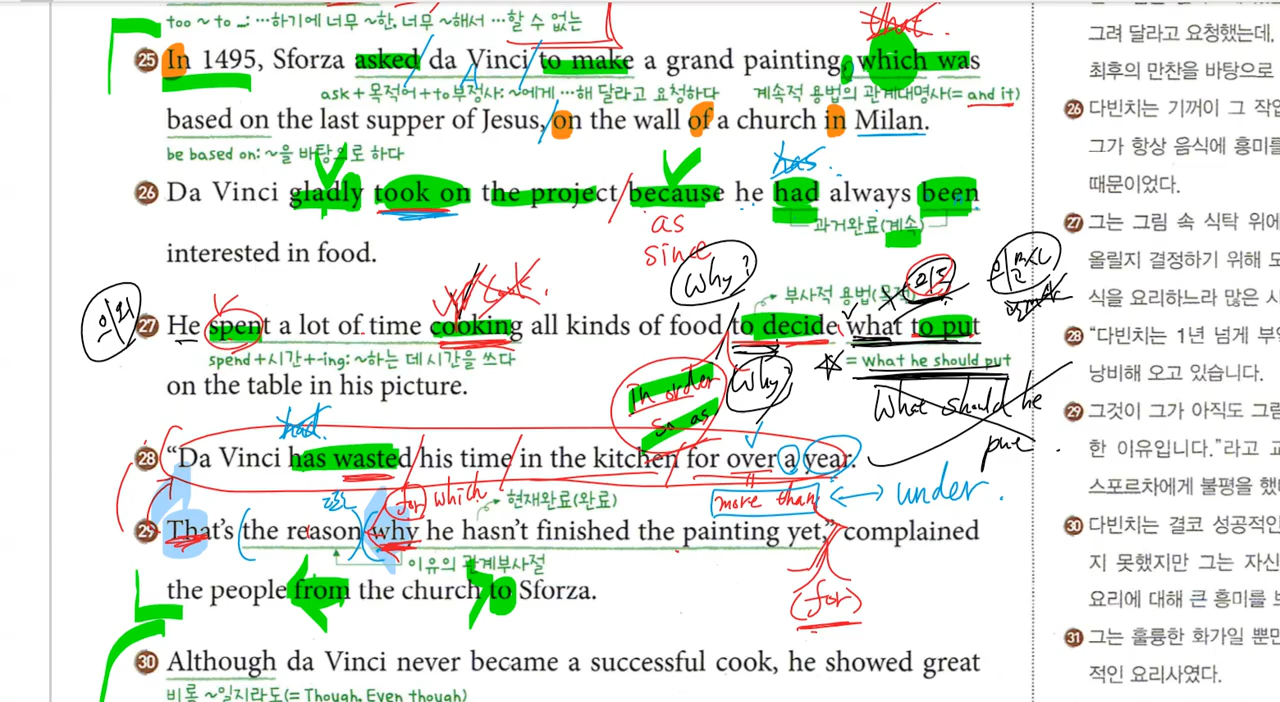 too ~ to …: …하기에 너무 ~한, 너무 ~해서 …할 수 없는
that
25 In 1495, Sforza asked da Vinci to make a grand painting, which was
ask + 목적어 + to부정사: ~에게 …해 달라고 요청하다
계속적 용법의 관계대명사(= and it)
based on the last supper of Jesus, on the wall of a church in Milan.
be based on: ~을 바탕으로 하다
has
26 Da Vinci gladly took on the project because he had always been
as
since
과거완료(계속)
interested in food.
why?
의주
부사적 용법(목적)
의외
cook
27 He spent a lot of time cooking all kinds of food to decide what to put
spend+시간+-ing: ~하는 데 시간을 쓰다
= what he should put
on the table in his picture.
in order
so as
why?
what should he
put
had
28 "Da Vinci has wasted his time in the kitchen for over a year.
for which
현재완료(완료)
more than
under.
29 That's the reason why he hasn't finished the painting yet," complained
이유의 관계부사절
the people from the church to Sforza.
(for)
30 Although da Vinci never became a successful cook, he showed great
비록 ~일지라도(= Though, Even though)
그려 달라고 요청했는데,
최후의 만찬을 바탕으로
26 다빈치는 기꺼이 그 작업
그가 항상 음식에 흥미를
때문이었다.
27 그는 그림 속 식탁 위에
올릴지 결정하기 위해 모
식을 요리하느라 많은 시
28 "다빈치는 1년 넘게 부엌
낭비해 오고 있습니다.
29 그것이 그가 아직도 그림
한 이유입니다."라고 교
스포르차에게 불평을 했다
30 다빈치는 결코 성공적인
지 못했지만 그는 자신
요리에 대해 큰 흥미를 보
31 그는 훌륭한 화가일 뿐만
적인 요리사였다.